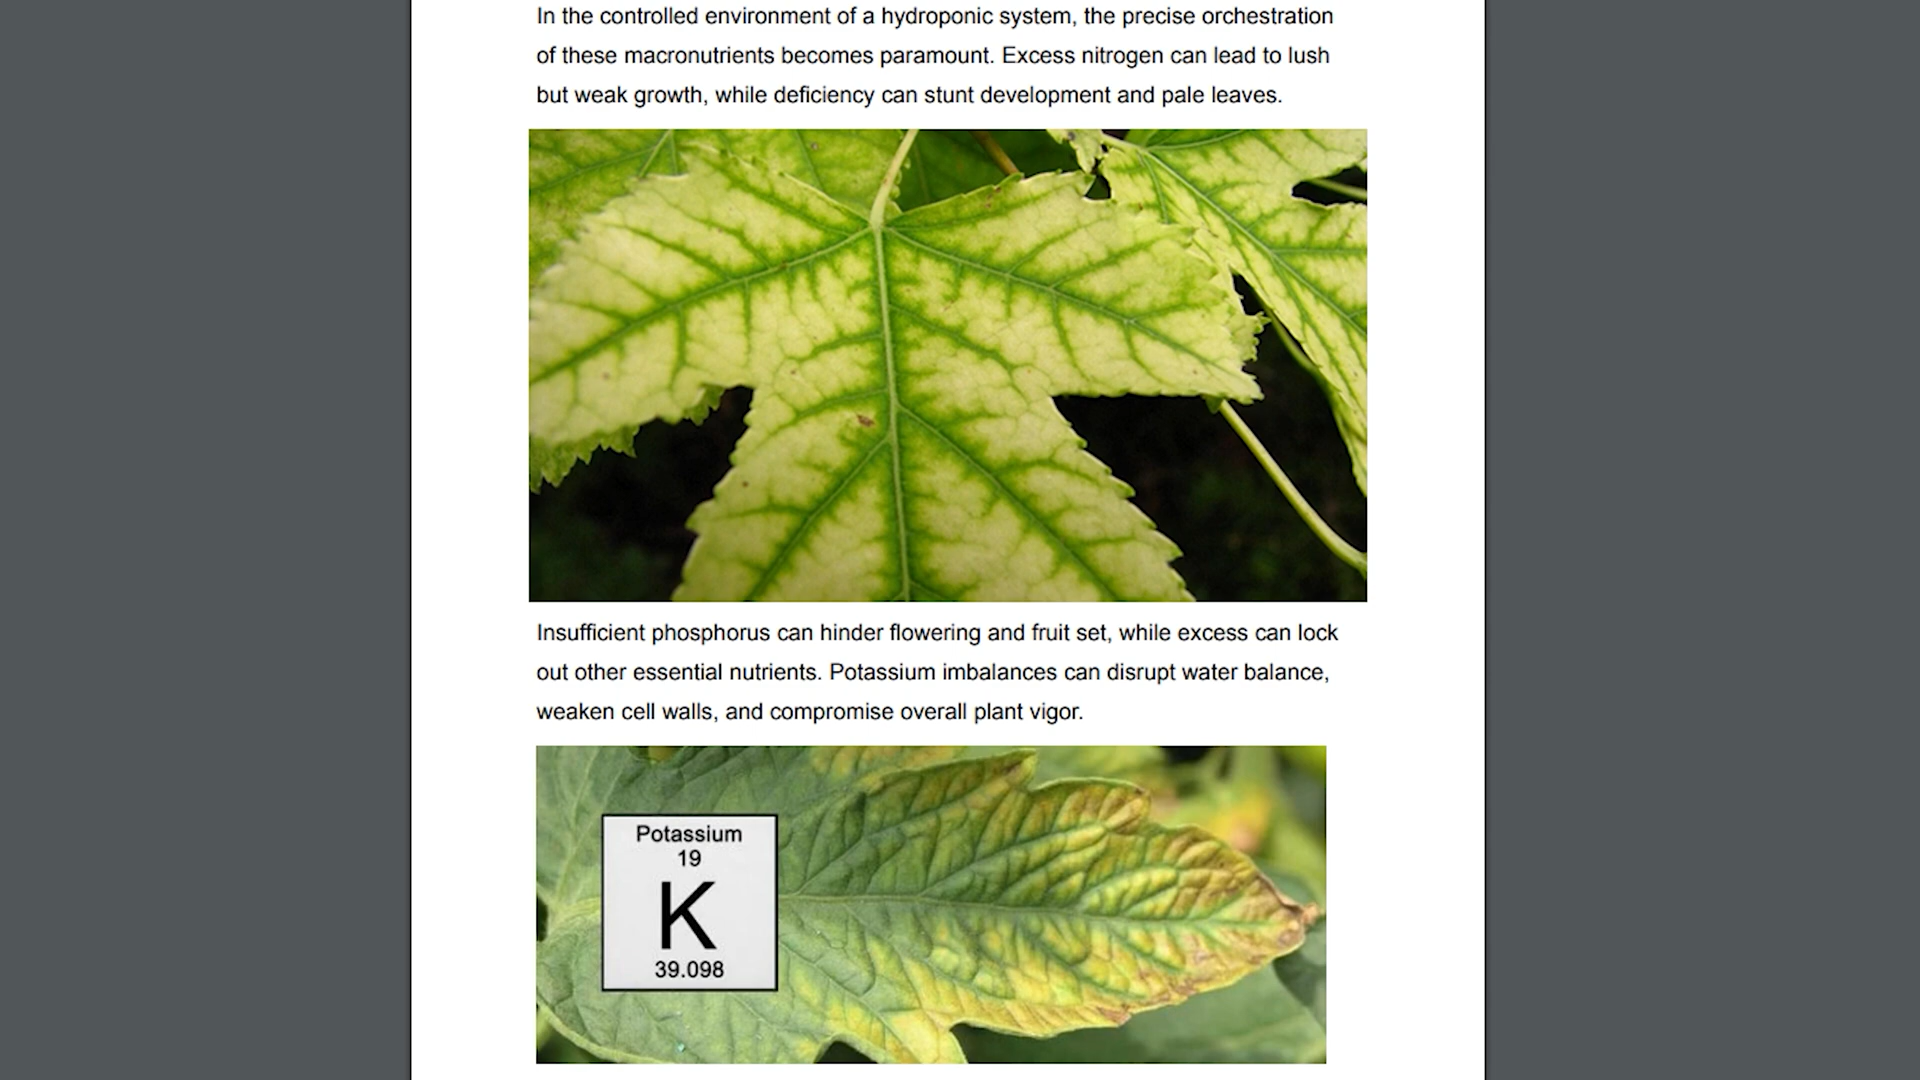 In the controlled environment of a hydroponic system, the precise orchestration
of these macronutrients becomes paramount. Excess nitrogen can lead to lush
but weak growth, while deficiency can stunt development and pale leaves.
Insufficient phosphorus can hinder flowering and fruit set, while excess can lock
out other essential nutrients. Potassium imbalances can disrupt water balance,
weaken cell walls, and compromise overall plant vigor.
Potassium
19
K
39.098